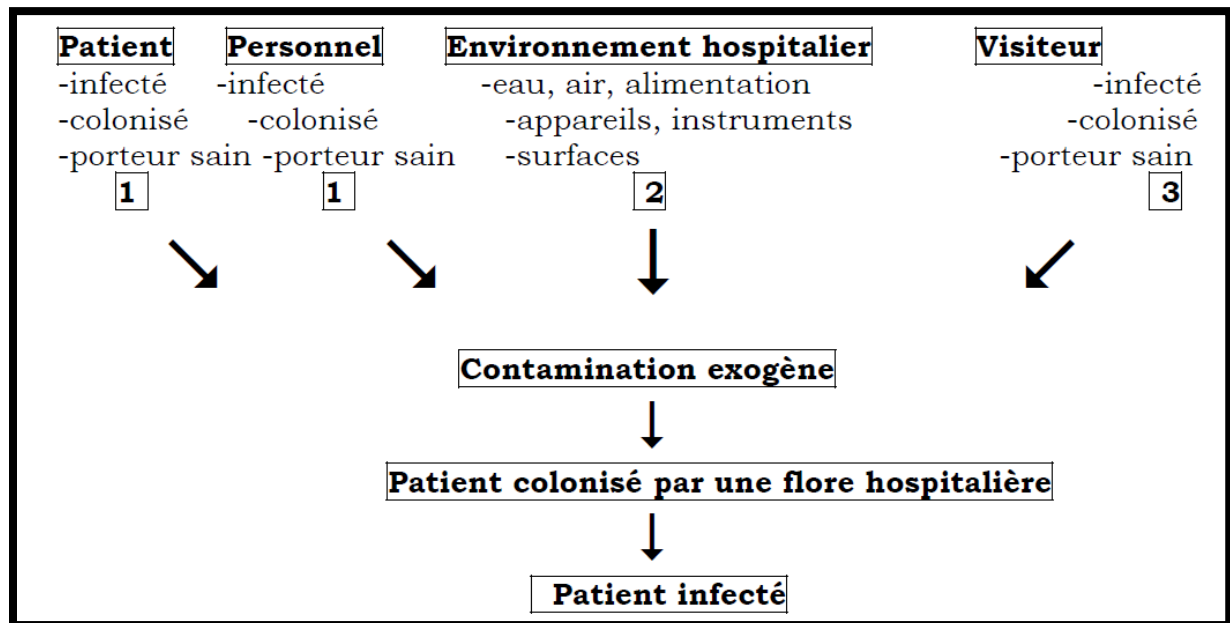 Patient Personnel Environnement hospitalier Visiteur
-infecté -infecté -eau, air, alimentation -infecté
-colonisé -colonisé -appareils, instruments -colonisé
-porteur sain -porteur sain -surfaces -porteur sain
1 1 2 3
Contamination exogène
Patient colonisé par une flore hospitalière
Patient infecté